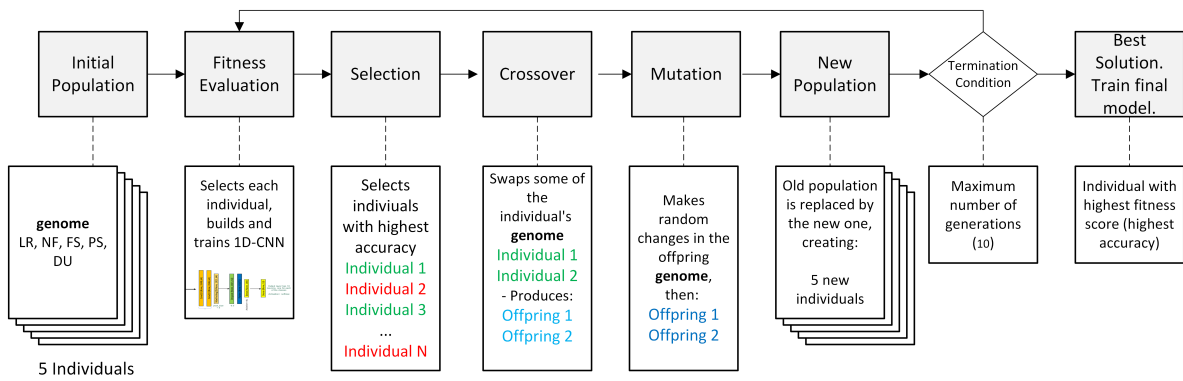 Initial
Population
Fitness
Evaluation
Selection
Crossover
Mutation
New
Population
Termination
Condition
Best
Solution.
Train final
model.
genome
LR, NF, FS, PS,
DU
5 Individuals
Selects each
individual,
builds and
trains 1D-CNN
Selects
indiviuals
with highest
accuracy
Individual 1
Individual 2
Individual 3
...
Individual N
Swaps some of
the
individual's
genome
Individual 1
Individual 2
- Produces:
Offpring 1
Offpring 2
Makes
random
changes in the
offpring
genome,
then:
Offpring 1
Offpring 2
Old population
is replaced by
the new one,
creating:
5 new
individuals
Maximum
number of
generations
(10)
Individual with
highest fitness
score (highest
accuracy)